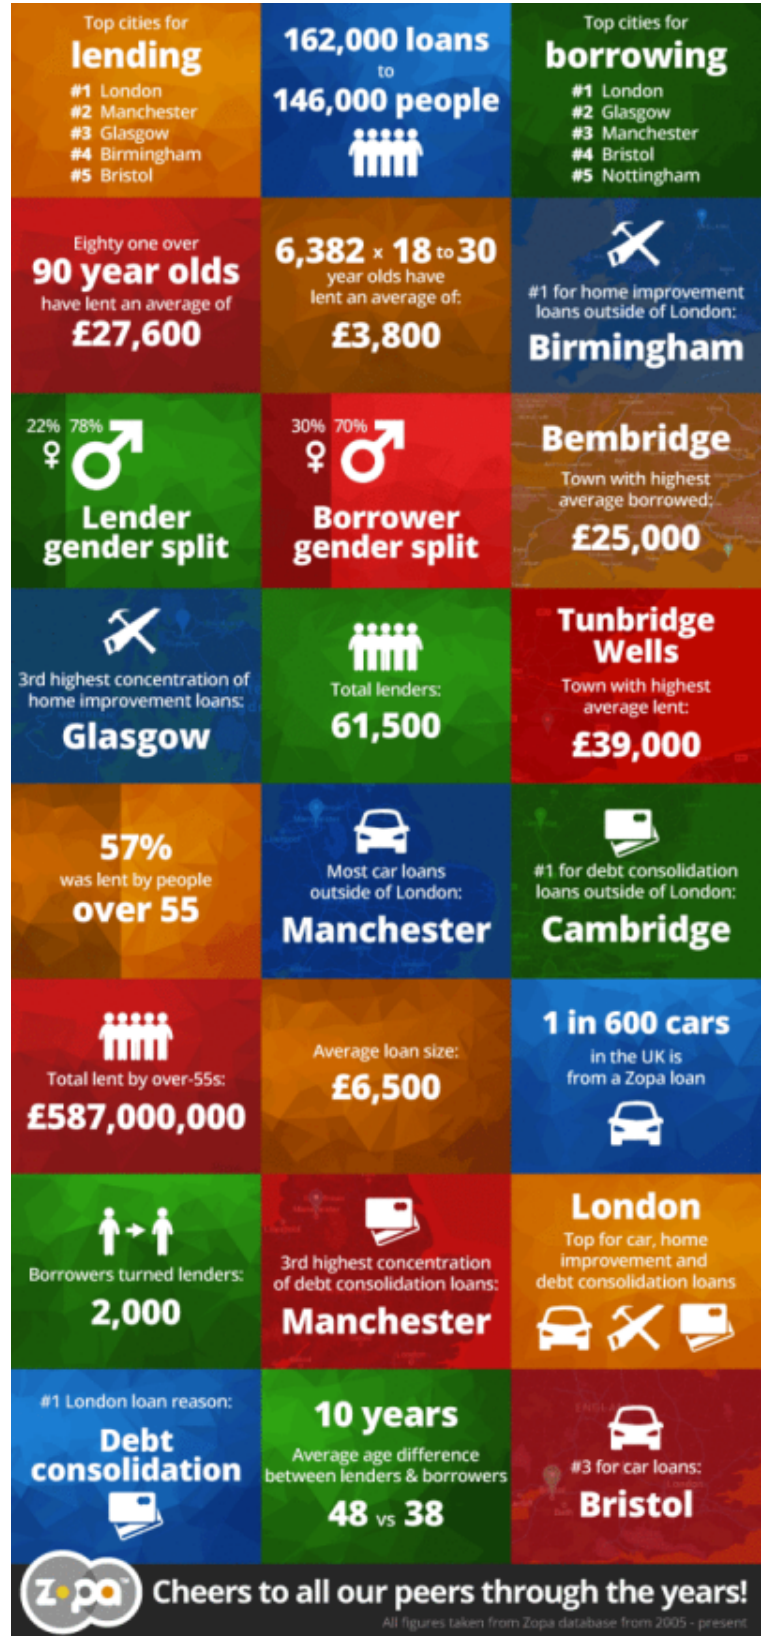 Top cities for
lending
#1 London
#2 Manchester
#3 Glasgow
#4 Birmingham
#5 Bristol
162,000 loans
to
146,000 people
Top cities for
borrowing
#1 London
#2 Glasgow
#3 Manchester
#4 Bristol
#5 Nottingham
Eighty one over
90 year olds
have lent an average of
£27,600
6,382 x 18 to 30
year olds have
lent an average of:
£3,800
#1 for home improvement
loans outside of London:
Birmingham
22% 78%
Lender
gender split
30% 70%
Borrower
gender split
Bembridge
Town with highest
average borrowed:
£25,000
3rd highest concentration of
home improvement loans:
Glasgow
Total lenders:
61,500
Tunbridge
Wells
Town with highest
average lent:
£39,000
57%
was lent by people
over 55
Most car loans
outside of London:
Manchester
#1 for debt consolidation
loans outside of London:
Cambridge
Total lent by over-55s:
£587,000,000
Average loan size:
£6,500
1 in 600 cars
in the UK is
from a Zopa loan
Borrowers turned lenders:
2,000
3rd highest concentration
of debt consolidation loans:
Manchester
London
Top for car, home
improvement and
debt consolidation loans
#1 London loan reason:
Debt
consolidation
10 years
Average age difference
between lenders & borrowers
48 vs 38
#3 for car loans:
Bristol
zopa™
Cheers to all our peers through the years!
All figures taken from Zopa database from 2005 - present